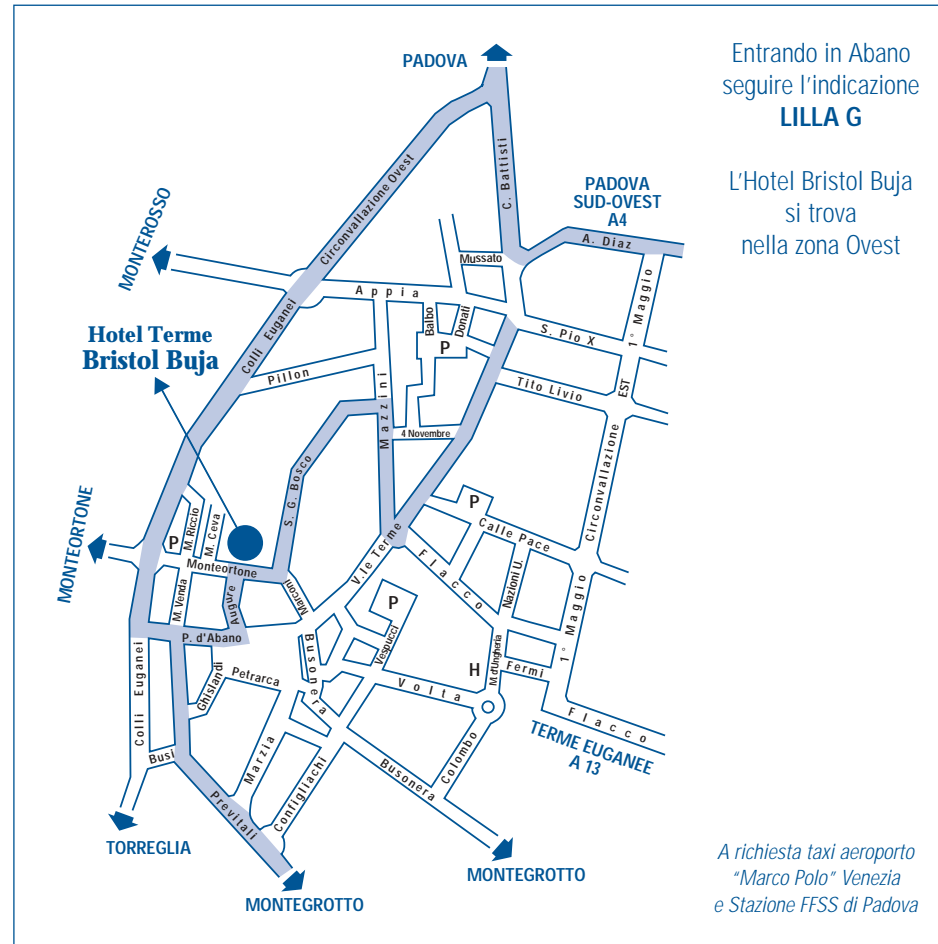 PADOVA
Entrando in Abano
seguire l'indicazione
LILLA G
L'Hotel Bristol Buja
si trova
nella zona Ovest
PADOVA
SUD-OVEST
A4
C. Battisti
A. Diaz
Circonvallazione Ovest
MONTEROSSO
Mussato
1° Maggio
Appia
Balbo
Donati
S. Pio X
P
Hotel Terme
Bristol Buja
Colli Euganei
Pillon
Mazzini
Tito Livio
EST
4 Novembre
Circonvallazione
S. G. Bosco
MONTEORTONE
P
M. Riccio
M. Ceva
P
Calle Pace
Monteortone
V.le Terme
Flacco
Nazioni U.
Marconi
M. Venda
Augure
P
1° Maggio
P. d'Abano
Busonera
Vespucci
M. d'Ungheria
Colli Euganei
Ghislandi
Petrarca
H
Fermi
Volta
Flacco
TERME EUGANEE
A 13
Busi
Marzia
Configliachi
Busonera
Colombo
Previtali
TORREGLIA
MONTEGROTTO
MONTEGROTTO
A richiesta taxi aeroporto
“Marco Polo” Venezia
e Stazione FFSS di Padova